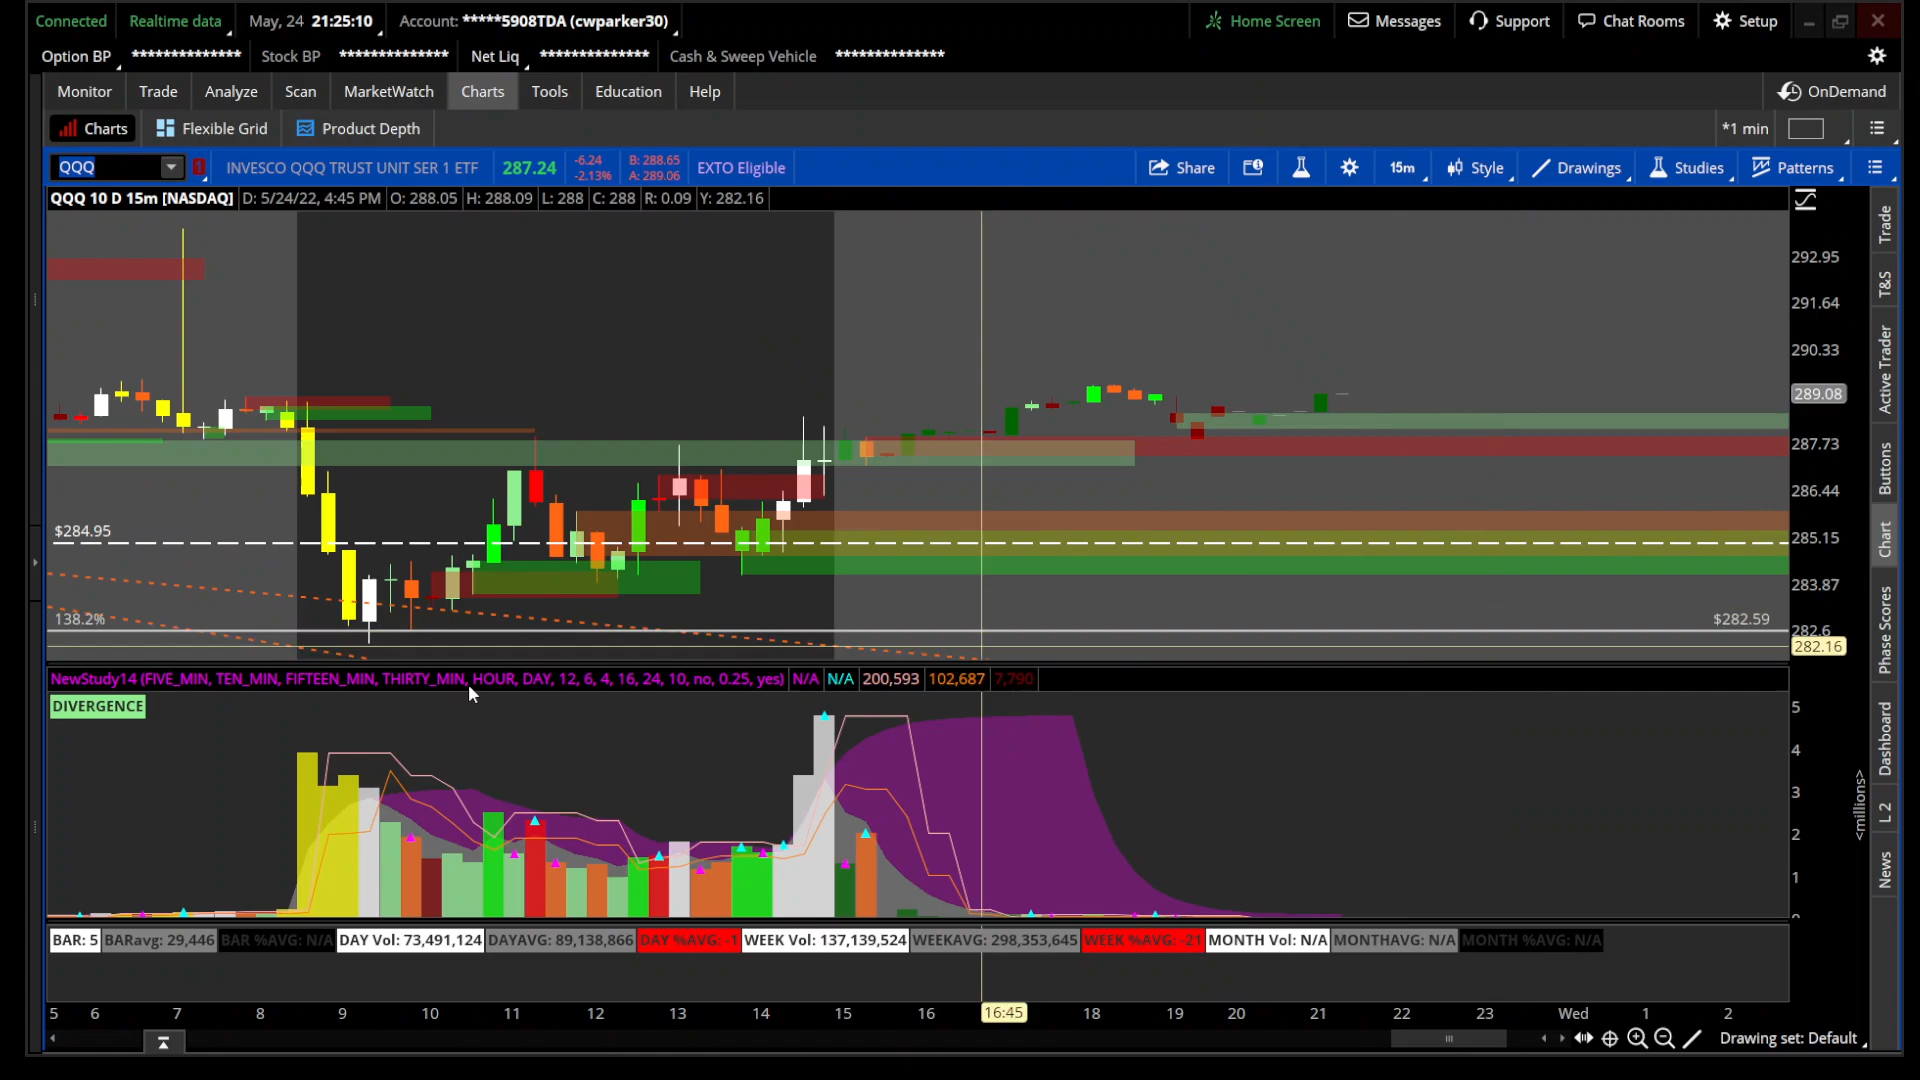 Connected Realtime data May, 24 21:25:10 Account: *****5908TDA (cwparker30) Home Screen Messages Support Chat Rooms Setup
Option BP ************** Stock BP ************** Net Liq ************** Cash & Sweep Vehicle **************
Monitor Trade Analyze Scan MarketWatch Charts Tools Education Help OnDemand
Charts Flexible Grid Product Depth *1 min
QQQ 1 INVESCO QQQ TRUST UNIT SER 1 ETF 287.24 -6.24 -2.13% B: 288.65 A: 289.06 EXTO Eligible Share 15m Style Drawings Studies Patterns
QQQ 10 D 15m [NASDAQ] D: 5/24/22, 4:45 PM O: 288.05 H: 288.09 L: 288 C: 288 R: 0.09 Y: 282.16
292.95
291.64
290.33
289.08
287.73
286.44
$284.95
285.15
283.87
138.2% $282.59
282.6
282.16
NewStudy14 (FIVE_MIN, TEN_MIN, FIFTEEN_MIN, THIRTY_MIN, HOUR, DAY, 12, 6, 4, 16, 24, 10, no, 0.25, yes) N/A N/A 200,593 102,687 7,790
DIVERGENCE
5
4
3
2
1
<millions>
BAR: 5 BARavg: 29,446 BAR %AVG: N/A DAY Vol: 73,491,124 DAYAVG: 89,138,866 DAY %AVG: -1 WEEK Vol: 137,139,524 WEEKAVG: 298,353,645 WEEK %AVG: -21 MONTH Vol: N/A MONTHAVG: N/A MONTH %AVG: N/A
5 6 7 8 9 10 11 12 13 14 15 16 16:45 18 19 20 21 22 23 Wed 1 2
Drawing set: Default
Trade
T&S
Active Trader
Buttons
Chart
Phase Scores
Dashboard
L 2
News